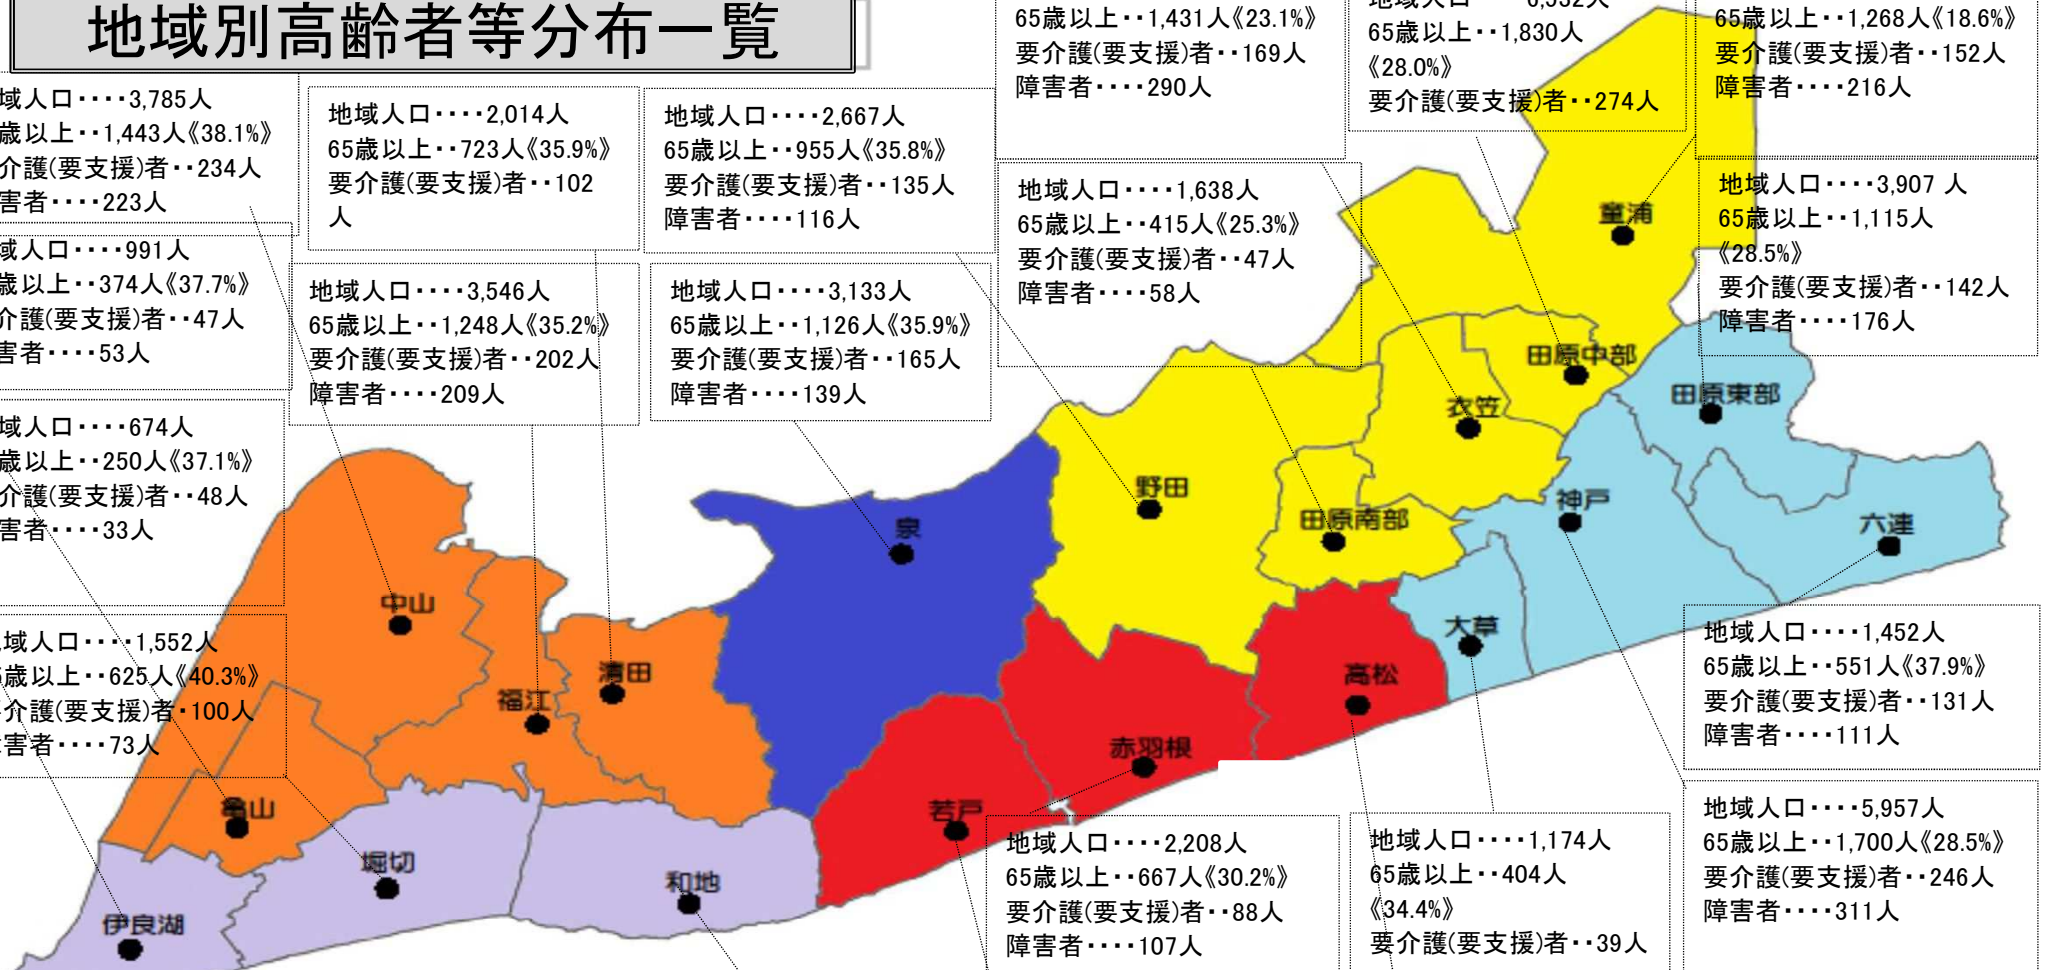 地域別高齢者等分布一覧
65歳以上‥1,431人《23.1%》
要介護(要支援)者‥169人
障害者‥‥290人
65歳以上‥1,830人
《28.0%》
要介護(要支援)者‥274人
65歳以上‥1,268人《18.6%》
要介護(要支援)者‥152人
障害者‥‥216人
域人口‥‥3,785人
歳以上‥1,443人《38.1%》
介護(要支援)者‥234人
害者‥‥223人
地域人口‥‥2,014人
65歳以上‥723人《35.9%》
要介護(要支援)者‥102
人
地域人口‥‥2,667人
65歳以上‥955人《35.8%》
要介護(要支援)者‥135人
障害者‥‥116人
地域人口‥‥1,638人
65歳以上‥415人《25.3%》
要介護(要支援)者‥47人
障害者‥‥58人
地域人口‥‥3,907 人
65歳以上‥1,115人
《28.5%》
要介護(要支援)者‥142人
障害者‥‥176人
域人口‥‥991人
歳以上‥374人《37.7%》
介護(要支援)者‥47人
害者‥‥53人
地域人口‥‥3,546人
65歳以上‥1,248人《35.2%》
要介護(要支援)者‥202人
障害者‥‥209人
地域人口‥‥3,133人
65歳以上‥1,126人《35.9%》
要介護(要支援)者‥165人
障害者‥‥139人
域人口‥‥674人
歳以上‥250人《37.1%》
介護(要支援)者‥48人
害者‥‥33人
域人口‥‥1,552人
歳以上‥625人《40.3%》
介護(要支援)者・100人
害者‥‥73人
童浦
田原中部
田原東部
衣笠
野田
田原南部
神戸
六連
泉
中山
大草
清田
福江
高松
赤羽根
亀山
若戸
堀切
和地
伊良湖
地域人口‥‥1,452人
65歳以上‥551人《37.9%》
要介護(要支援)者‥131人
障害者‥‥111人
地域人口‥‥2,208人
65歳以上‥667人《30.2%》
要介護(要支援)者‥88人
障害者‥‥107人
地域人口‥‥1,174人
65歳以上‥404人
《34.4%》
要介護(要支援)者‥39人
地域人口‥‥5,957人
65歳以上‥1,700人《28.5%》
要介護(要支援)者‥246人
障害者‥‥311人